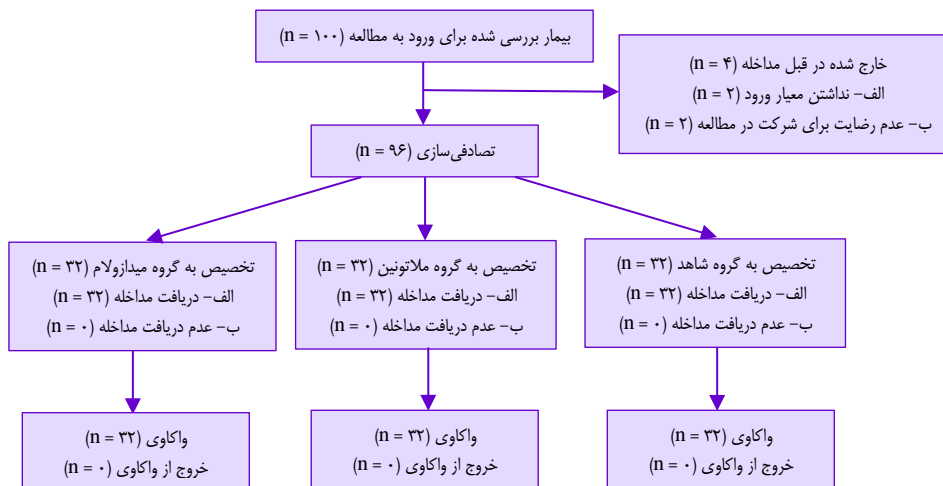 بیمار بررسی شده برای ورود به مطالعه (n = ۱۰۰)
خارج شده در قبل مداخله (n = ۴)
الف- نداشتن معیار ورود (n = ۲)
ب- عدم رضایت برای شرکت در مطالعه (n = ۲)
تصادفی‌سازی (n = ۹۶)
تخصیص به گروه شاهد (n = ۳۲)
الف- دریافت مداخله (n = ۳۲)
ب- عدم دریافت مداخله (n = ۰)
تخصیص به گروه ملاتونین (n = ۳۲)
الف- دریافت مداخله (n = ۳۲)
ب- عدم دریافت مداخله (n = ۰)
تخصیص به گروه میدازولام (n = ۳۲)
الف- دریافت مداخله (n = ۳۲)
ب- عدم دریافت مداخله (n = ۰)
واکاوی (n = ۳۲)
خروج از واکاوی (n = ۰)
واکاوی (n = ۳۲)
خروج از واکاوی (n = ۰)
واکاوی (n = ۳۲)
خروج از واکاوی (n = ۰)